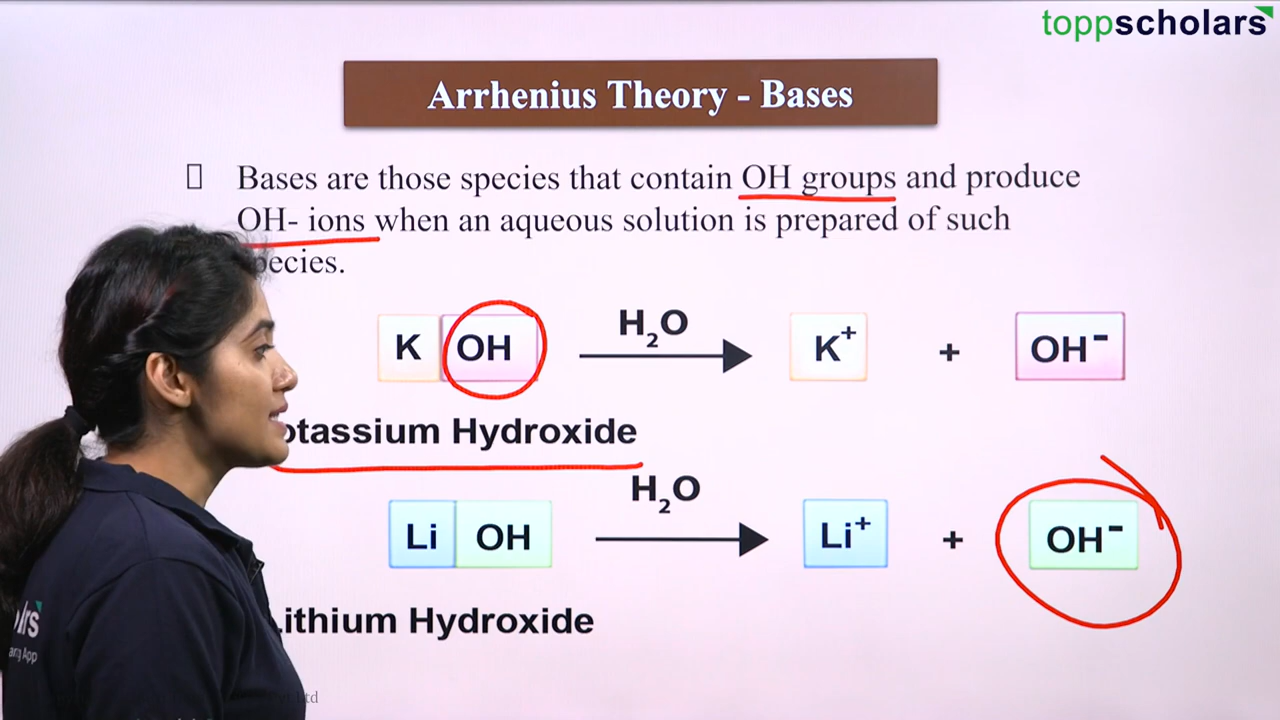 toppscholars
Arrhenius Theory - Bases
Bases are those species that contain OH groups and produce
OH- ions when an aqueous solution is prepared of such
species.
K OH H₂O K⁺ + OH⁻
otassium Hydroxide
Li OH H₂O Li⁺ + OH⁻
Lithium Hydroxide